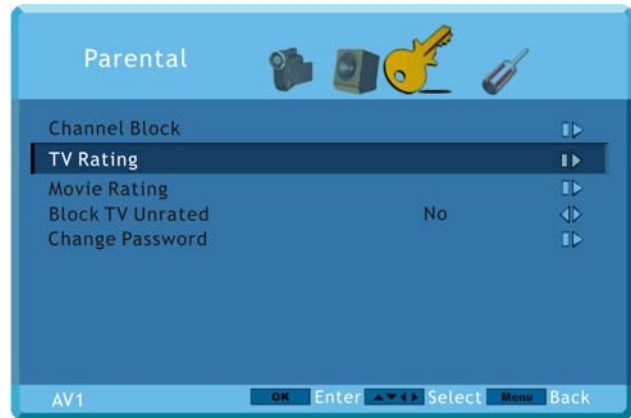 Parental
Channel Block
TV Rating
Movie Rating
Block TV Unrated No
Change Password
AV1 OK Enter Select Menu Back